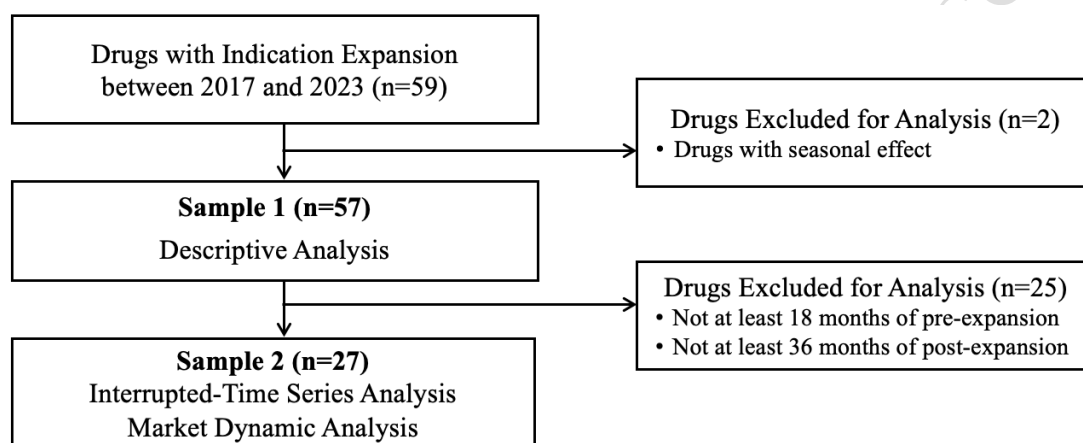 Drugs with Indication Expansion
between 2017 and 2023 (n=59)
Drugs Excluded for Analysis (n=2)
• Drugs with seasonal effect
Sample 1 (n=57)
Descriptive Analysis
Drugs Excluded for Analysis (n=25)
• Not at least 18 months of pre-expansion
• Not at least 36 months of post-expansion
Sample 2 (n=27)
Interrupted-Time Series Analysis
Market Dynamic Analysis